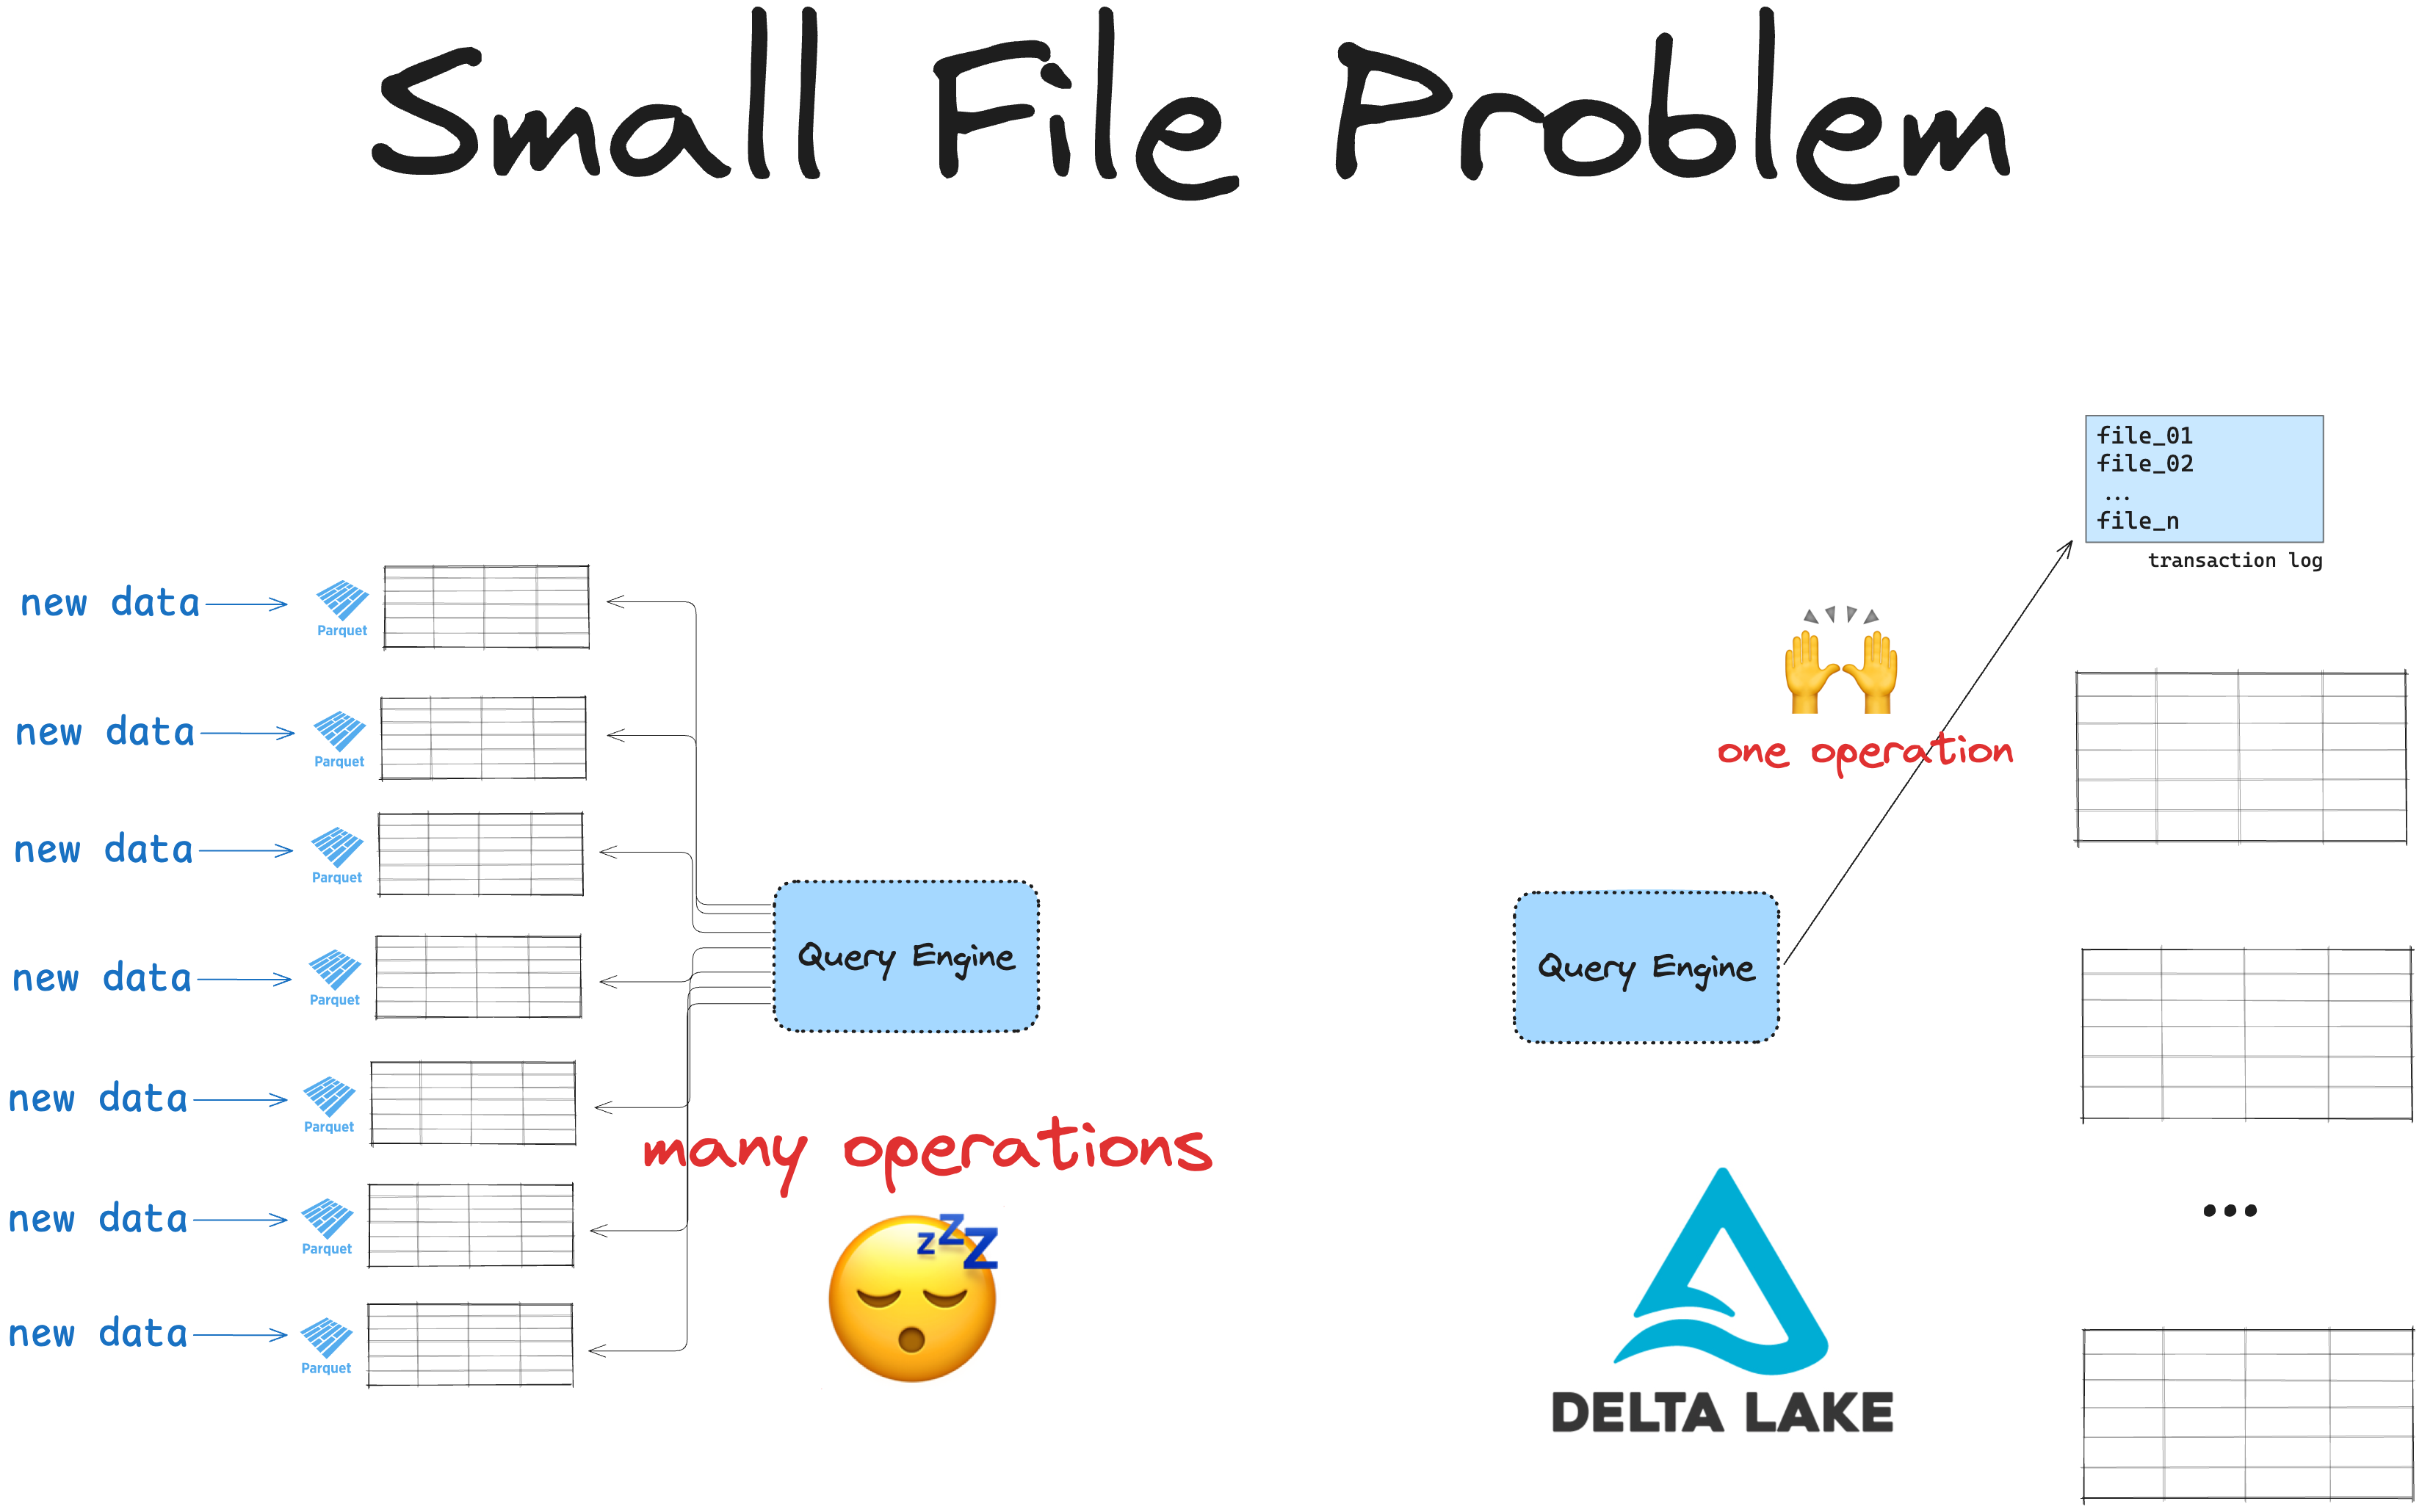 Small File Problem
new data
Parquet
new data
Parquet
new data
Parquet
new data
Parquet
new data
Parquet
new data
Parquet
new data
Parquet
Query Engine
many operations
zzZ
file_01
file_02
...
file_n
transaction log
one operation
Query Engine
...
DELTA LAKE